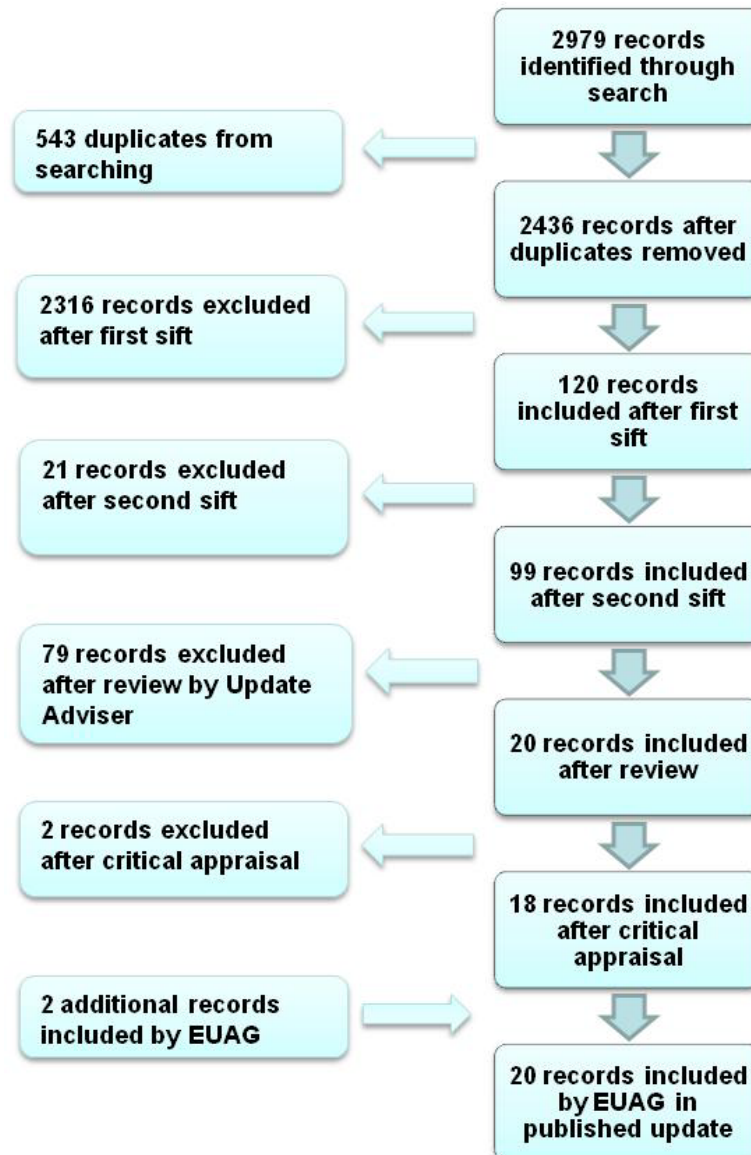 2979 records
identified through
search
543 duplicates from
searching
2436 records after
duplicates removed
2316 records excluded
after first sift
120 records
included after first
sift
21 records excluded
after second sift
99 records included
after second sift
79 records excluded
after review by Update
Adviser
20 records included
after review
2 records excluded
after critical appraisal
18 records included
after critical
appraisal
2 additional records
included by EUAG
20 records included
by EUAG in
published update